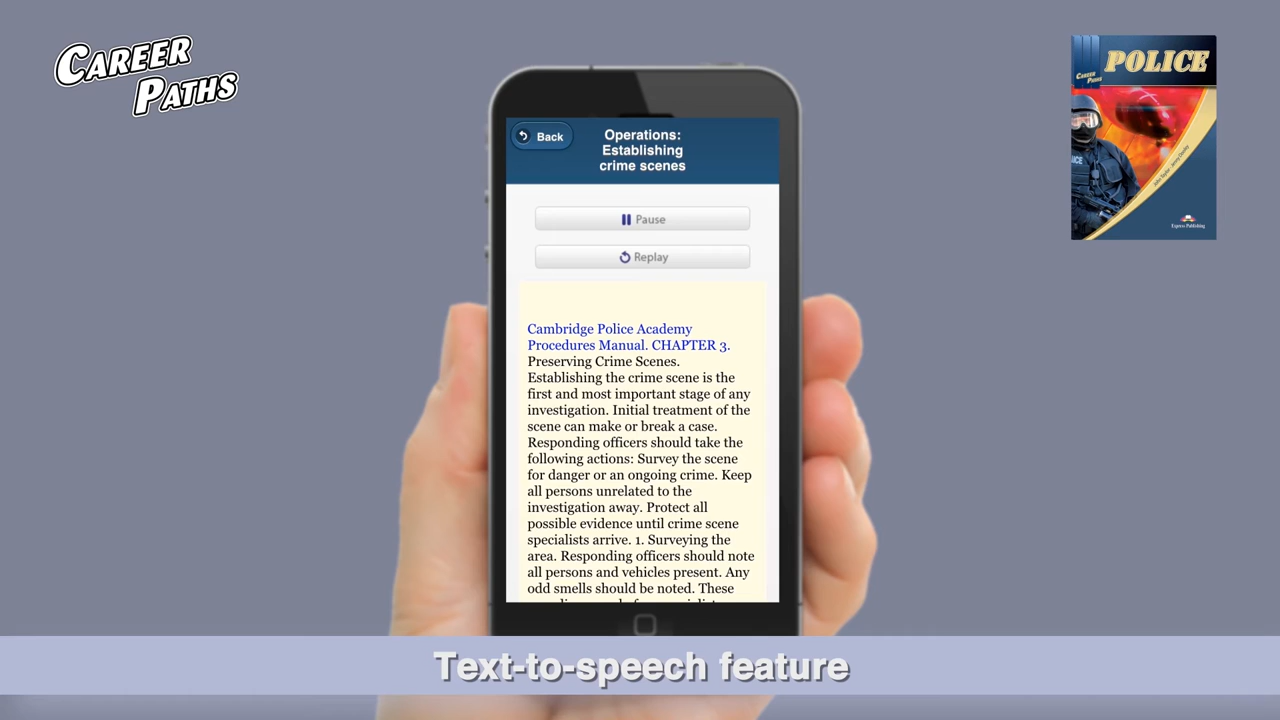 CAREER
PATHS
POLICE
CAREER
PATHS
Express Publishing
Back
Operations:
Establishing
crime scenes
Pause
Replay
Cambridge Police Academy
Procedures Manual. CHAPTER 3.
Preserving Crime Scenes.
Establishing the crime scene is the
first and most important stage of any
investigation. Initial treatment of the
scene can make or break a case.
Responding officers should take the
following actions: Survey the scene
for danger or an ongoing crime. Keep
all persons unrelated to the
investigation away. Protect all
possible evidence until crime scene
specialists arrive. 1. Surveying the
area. Responding officers should note
all persons and vehicles present. Any
odd smells should be noted. These
Text-to-speech feature